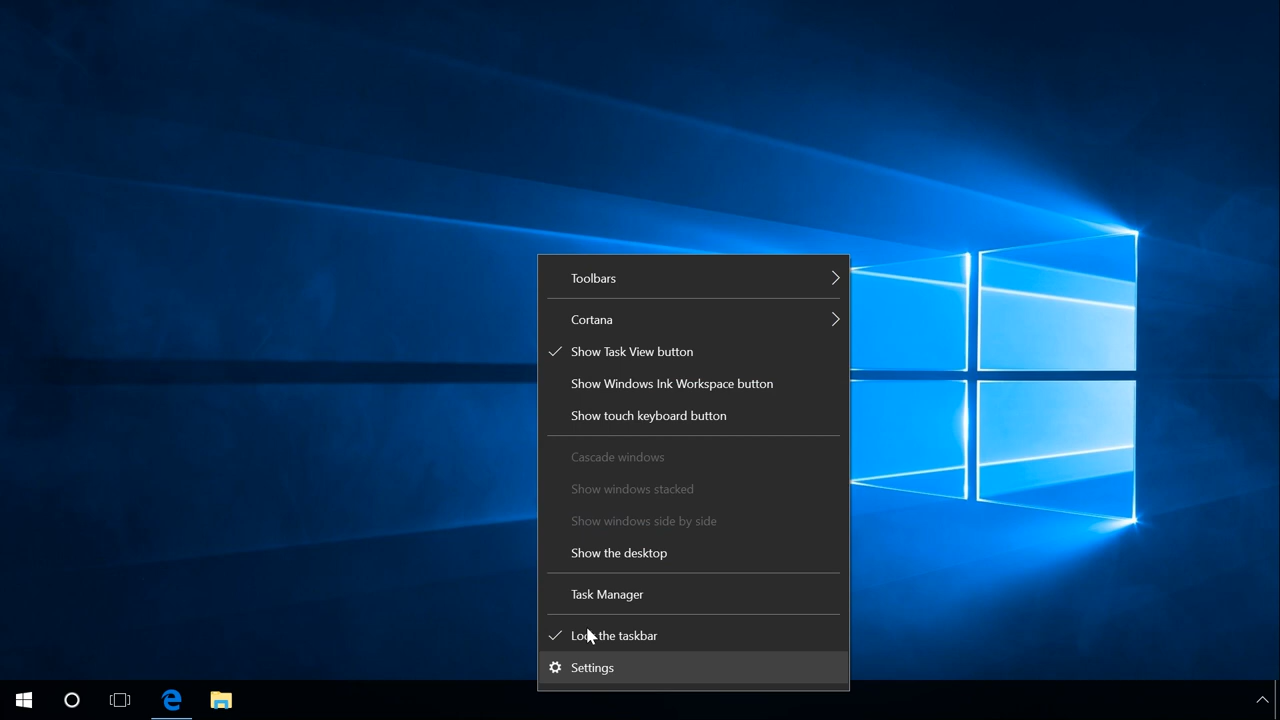 Toolbars
Cortana
Show Task View button
Show Windows Ink Workspace button
Show touch keyboard button
Cascade windows
Show windows stacked
Show windows side by side
Show the desktop
Task Manager
Lock the taskbar
Settings